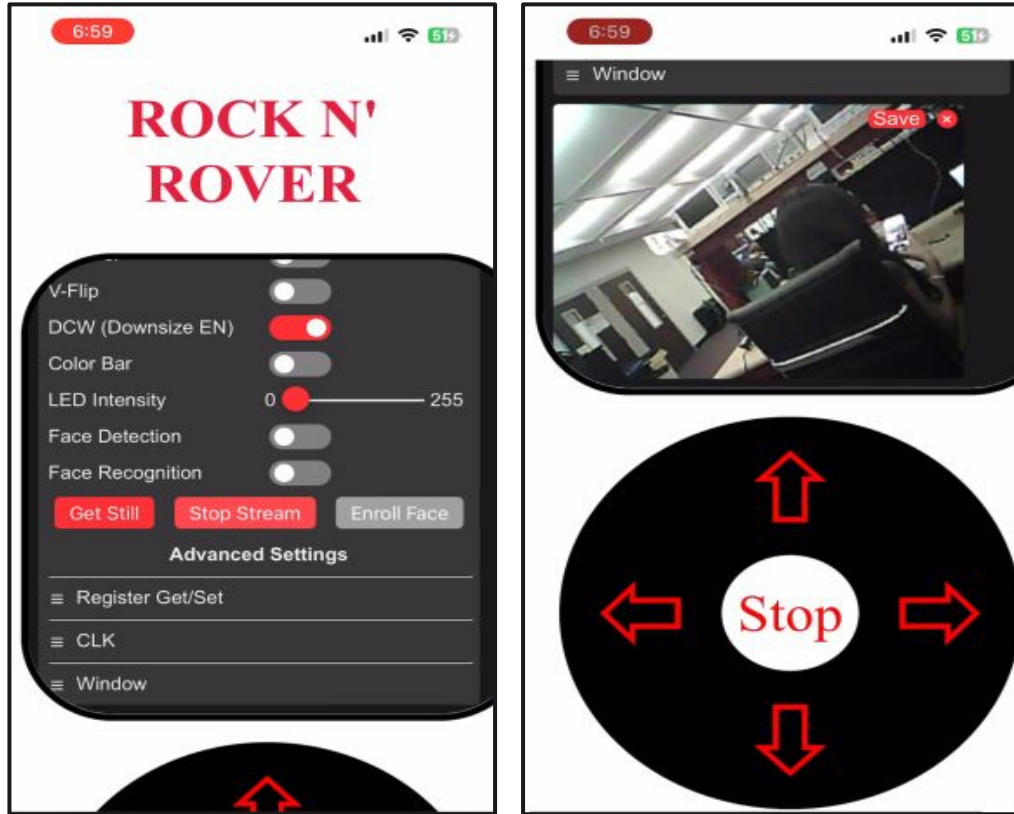 6:59
51
ROCK N'
ROVER
V-Flip
DCW (Downsize EN)
Color Bar
LED Intensity 0 255
Face Detection
Face Recognition
Get Still Stop Stream Enroll Face
Advanced Settings
Register Get/Set
CLK
Window
6:59
51
Window
Save ×
Stop